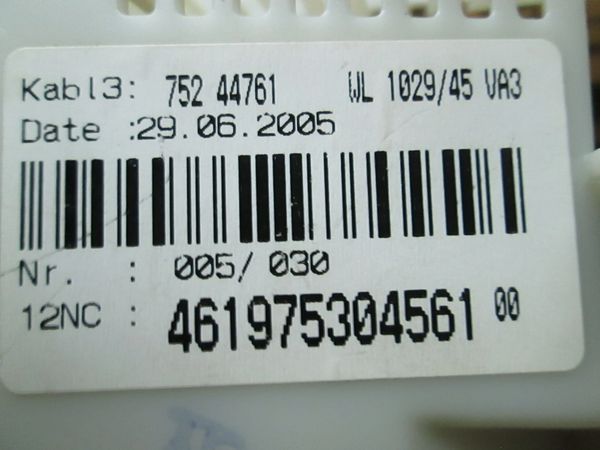 Kabl3: 752 44761 WL 1029/45 VA3
Date :29.06.2005
Nr. : 005/ 030
12NC : 461975304561 00